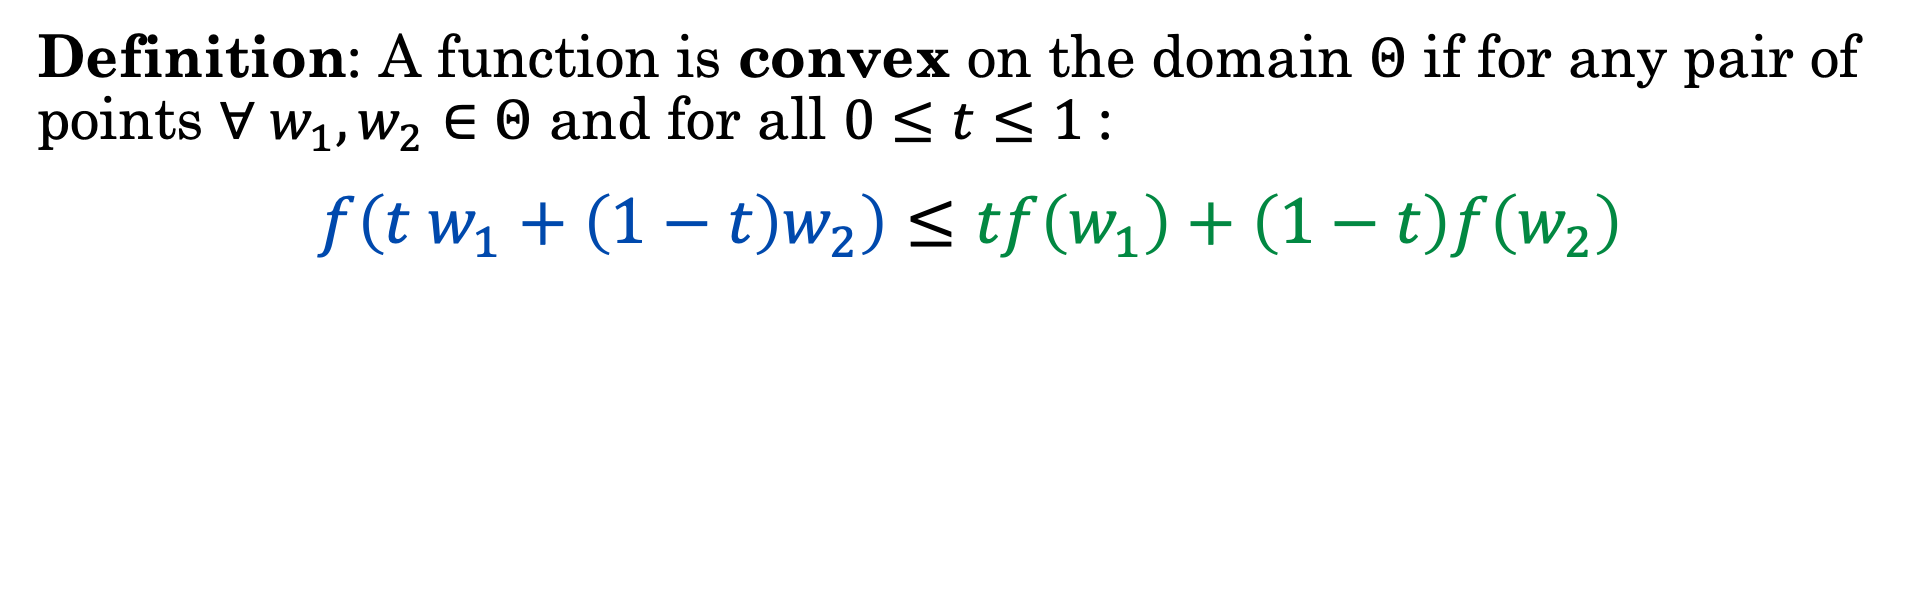 Definition: A function is convex on the domain Θ if for any pair of
points ∀ w₁, w₂ ∈ Θ and for all 0 ≤ t ≤ 1 :
f(t w₁ + (1 − t)w₂) ≤ tf(w₁) + (1 − t)f(w₂)